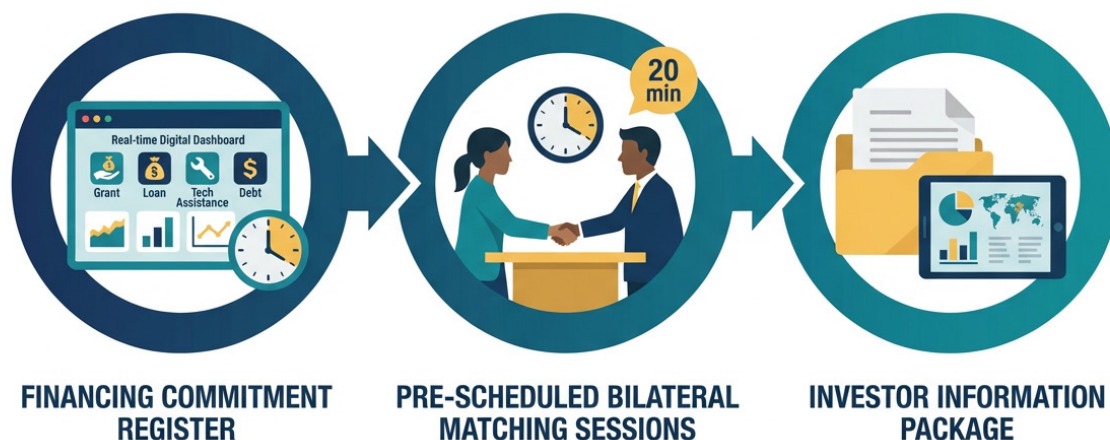 Real-time Digital Dashboard
Grant
Loan
Tech
Assistance
Debt
20
min
FINANCING COMMITMENT
REGISTER
PRE-SCHEDULED BILATERAL
MATCHING SESSIONS
INVESTOR INFORMATION
PACKAGE